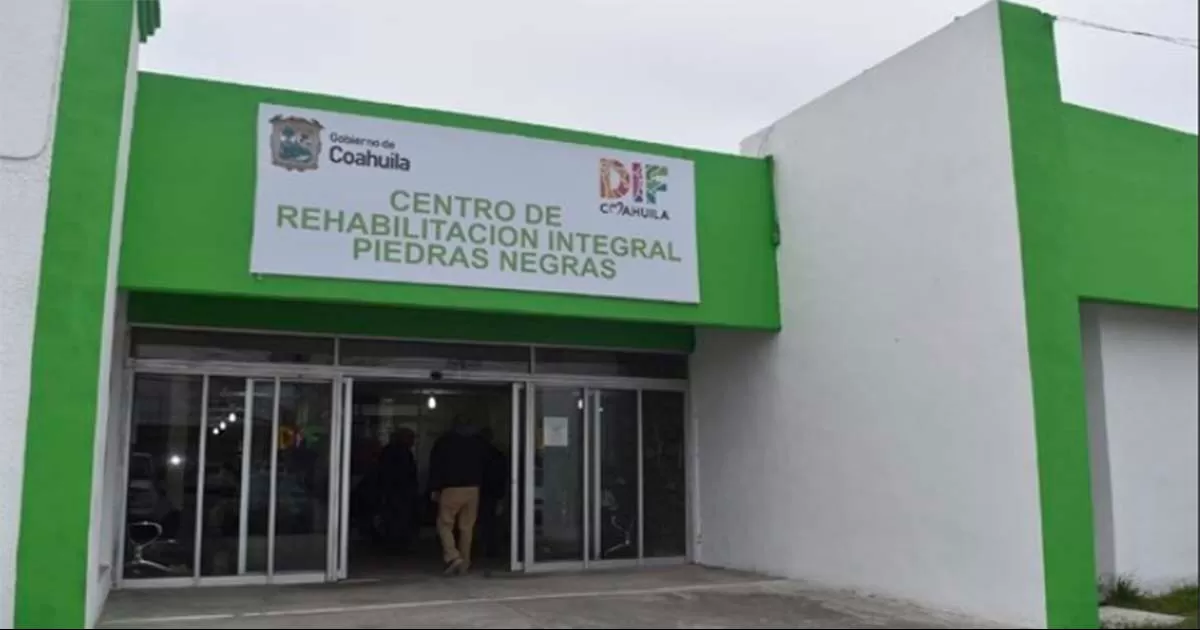 Gobierno de
Coahuila
DIF
COAHUILA
CENTRO DE
REHABILITACION INTEGRAL
PIEDRAS NEGRAS